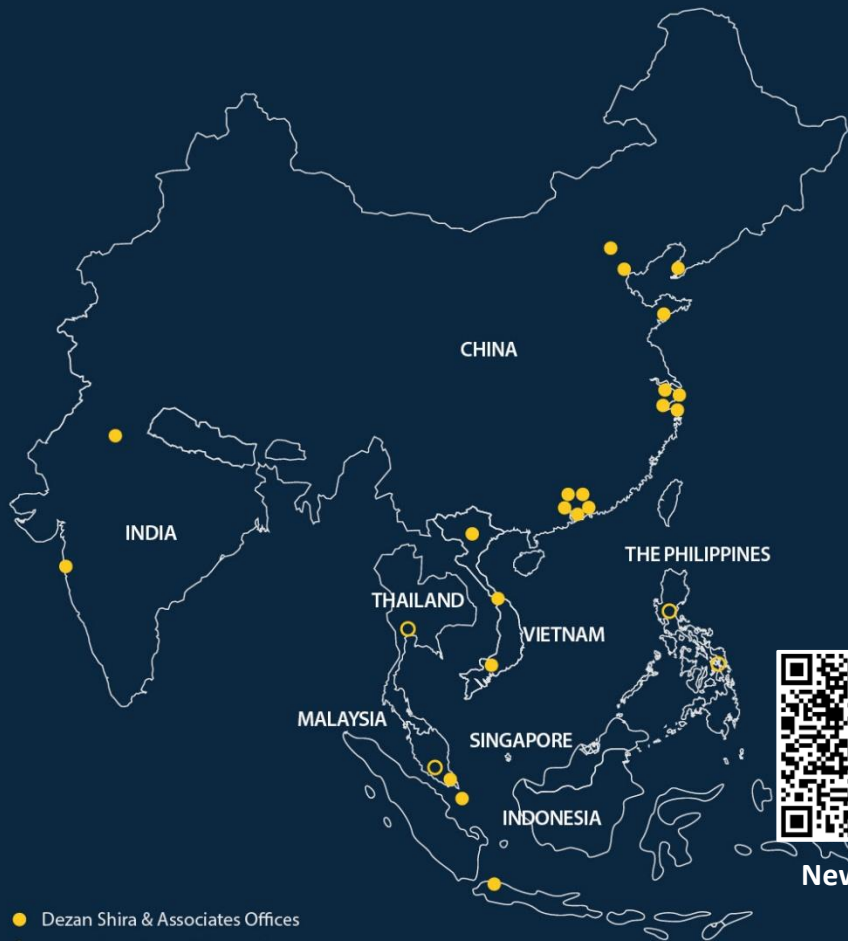 CHINA
INDIA
THE PHILIPPINES
THAILAND
VIETNAM
MALAYSIA
SINGAPORE
INDONESIA
Dezan Shira & Associates Offices